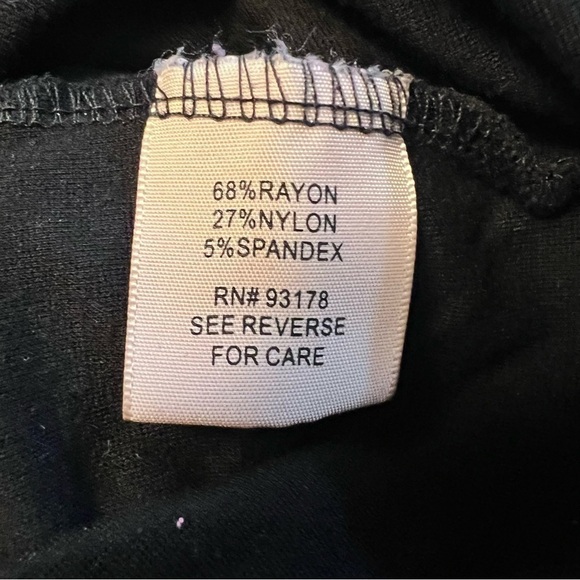 68%RAYON
27%NYLON
5%SPANDEX
RN# 93178
SEE REVERSE
FOR CARE